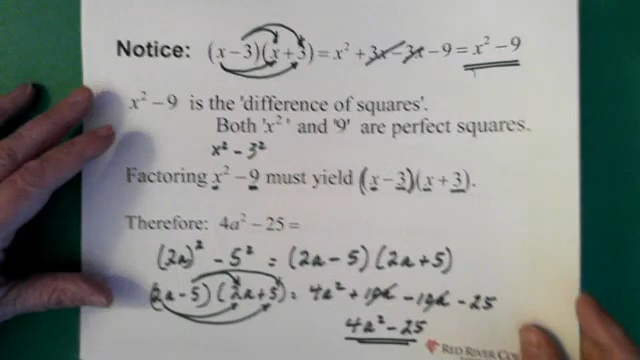 Notice: (x − 3)(x + 3) = x² + 3x − 3x − 9 = x² − 9
x² − 9 is the 'difference of squares'.
Both 'x²' and '9' are perfect squares.
x² − 3²
Factoring x² − 9 must yield (x − 3)(x + 3).
Therefore: 4a² − 25 =
(2a)² − 5² = (2a − 5)(2a + 5)
(2a − 5)(2a + 5) = 4a² + 10a − 10a − 25
4a² − 25
RED RIVER